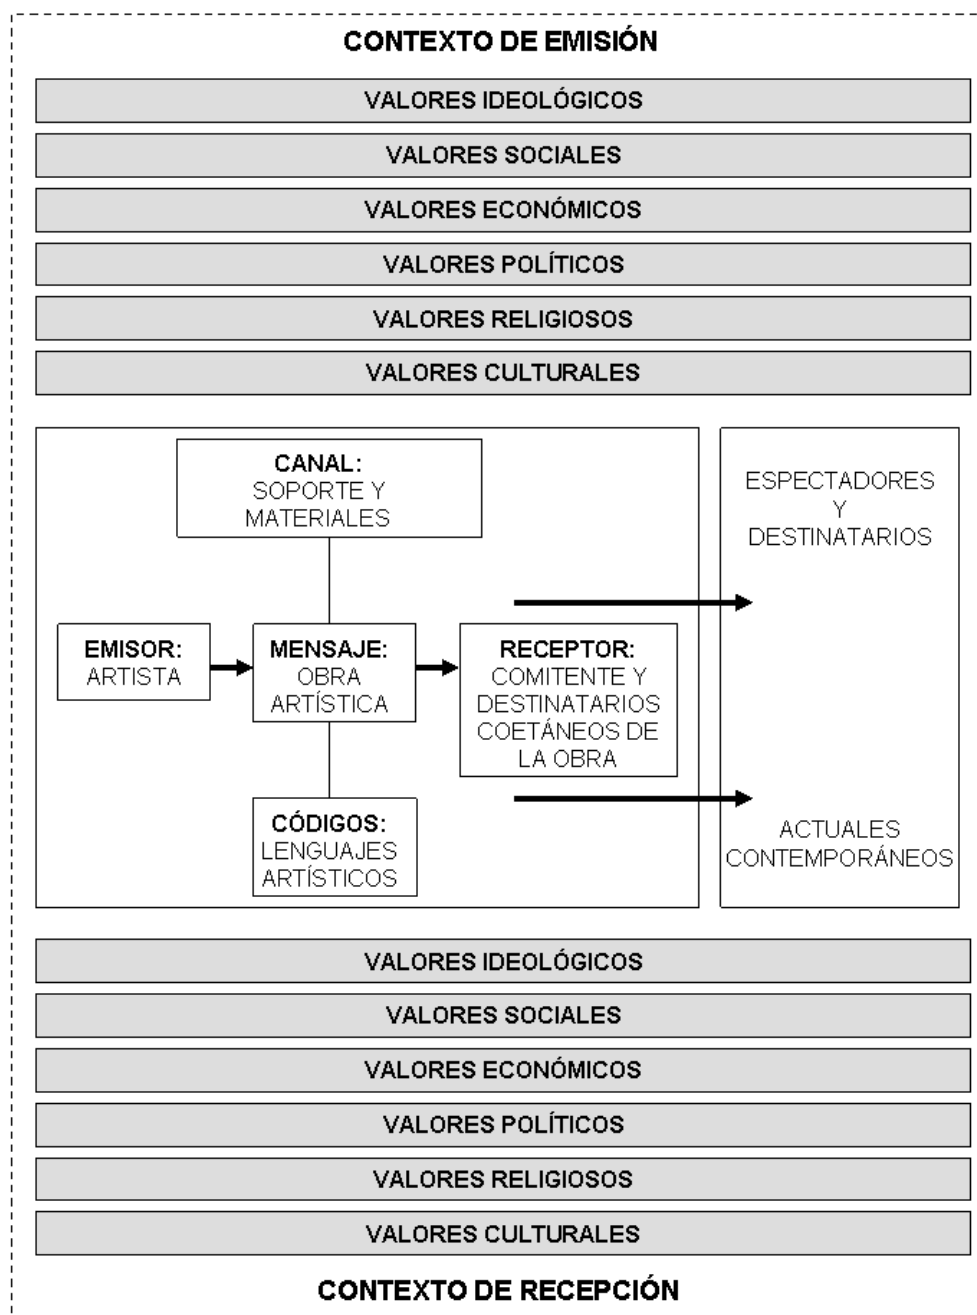 CONTEXTO DE EMISIÓN
VALORES IDEOLÓGICOS
VALORES SOCIALES
VALORES ECONÓMICOS
VALORES POLÍTICOS
VALORES RELIGIOSOS
VALORES CULTURALES
CANAL:
SOPORTE Y
MATERIALES
EMISOR:
ARTISTA
MENSAJE:
OBRA
ARTÍSTICA
RECEPTOR:
COMITENTE Y
DESTINATARIOS
COETÁNEOS DE
LA OBRA
CÓDIGOS:
LENGUAJES
ARTÍSTICOS
ESPECTADORES
Y
DESTINATARIOS
ACTUALES
CONTEMPORÁNEOS
VALORES IDEOLÓGICOS
VALORES SOCIALES
VALORES ECONÓMICOS
VALORES POLÍTICOS
VALORES RELIGIOSOS
VALORES CULTURALES
CONTEXTO DE RECEPCIÓN